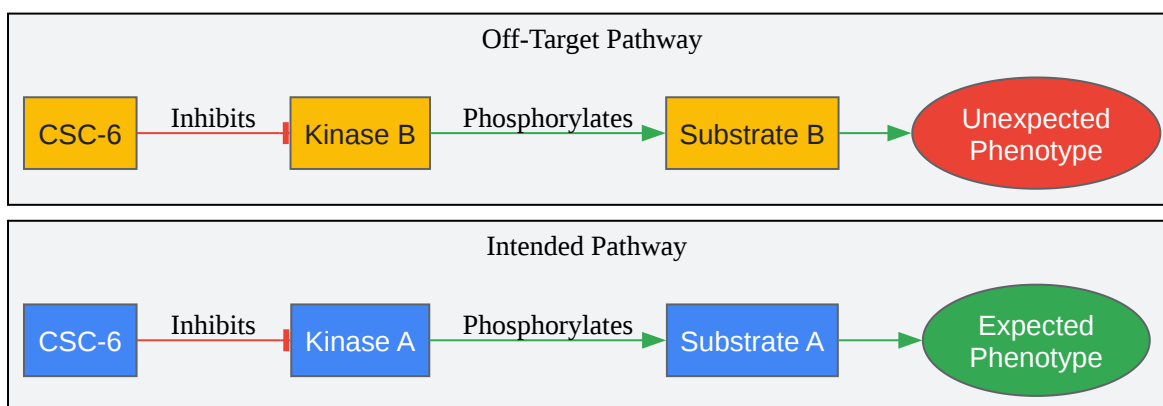 Off-Target Pathway
CSC-6
Inhibits
Kinase B
Phosphorylates
Substrate B
Unexpected
Phenotype
Intended Pathway
CSC-6
Inhibits
Kinase A
Phosphorylates
Substrate A
Expected
Phenotype